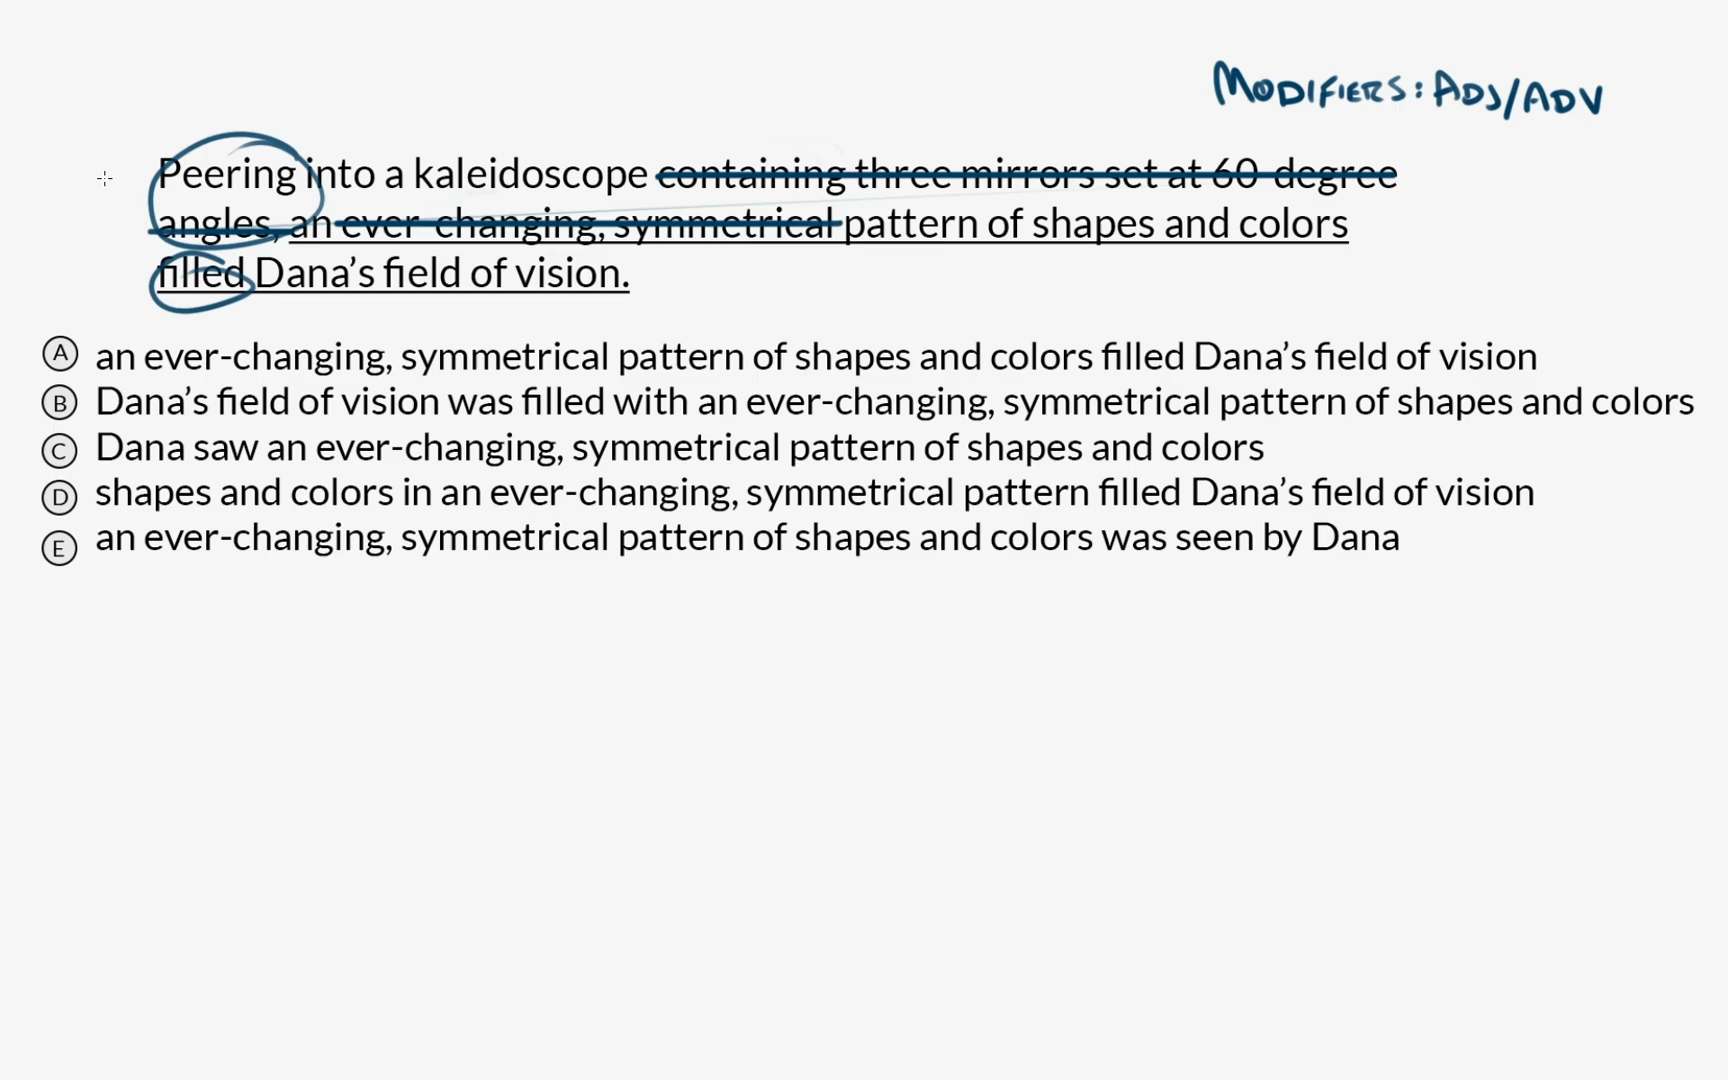 MODIFIERS: ADJ/ADV
Peering into a kaleidoscope containing three mirrors set at 60-degree
angles, an ever-changing, symmetrical pattern of shapes and colors
filled Dana’s field of vision.
A an ever-changing, symmetrical pattern of shapes and colors filled Dana’s field of vision
B Dana’s field of vision was filled with an ever-changing, symmetrical pattern of shapes and colors
C Dana saw an ever-changing, symmetrical pattern of shapes and colors
D shapes and colors in an ever-changing, symmetrical pattern filled Dana’s field of vision
E an ever-changing, symmetrical pattern of shapes and colors was seen by Dana